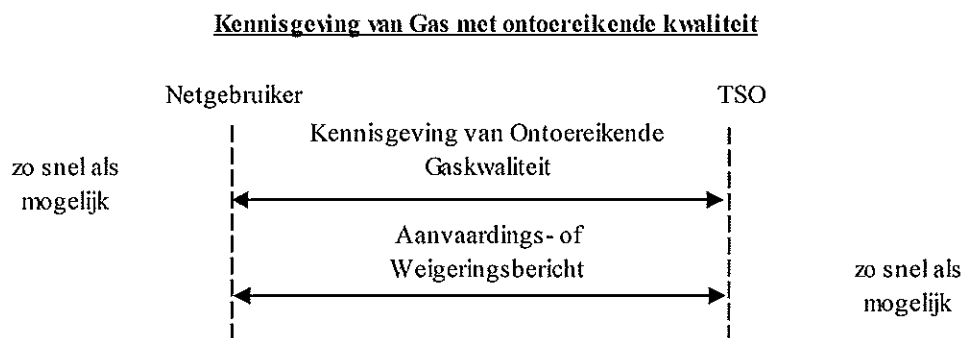 Kennisgeving van Gas met ontoereikende kwaliteit
Netgebruiker
TSO
Kennisgeving van Ontoereikende
Gaskwaliteit
zo snel als
mogelijk
Aanvaardings- of
Weigeringsbericht
zo snel als
mogelijk